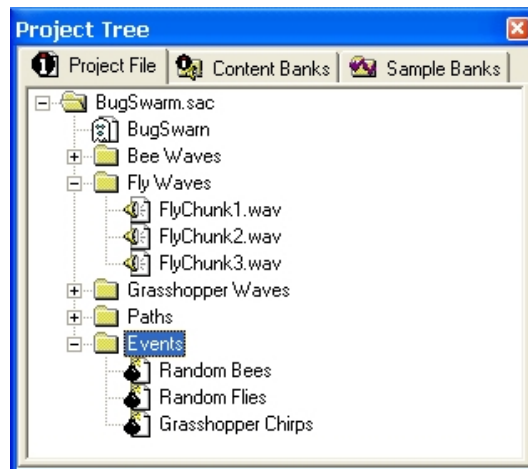 Project Tree
Project File Content Banks Sample Banks
BugSwarm.sac
BugSwarn
Bee Waves
Fly Waves
FlyChunk1.wav
FlyChunk2.wav
FlyChunk3.wav
Grasshopper Waves
Paths
Events
Random Bees
Random Flies
Grasshopper Chirps